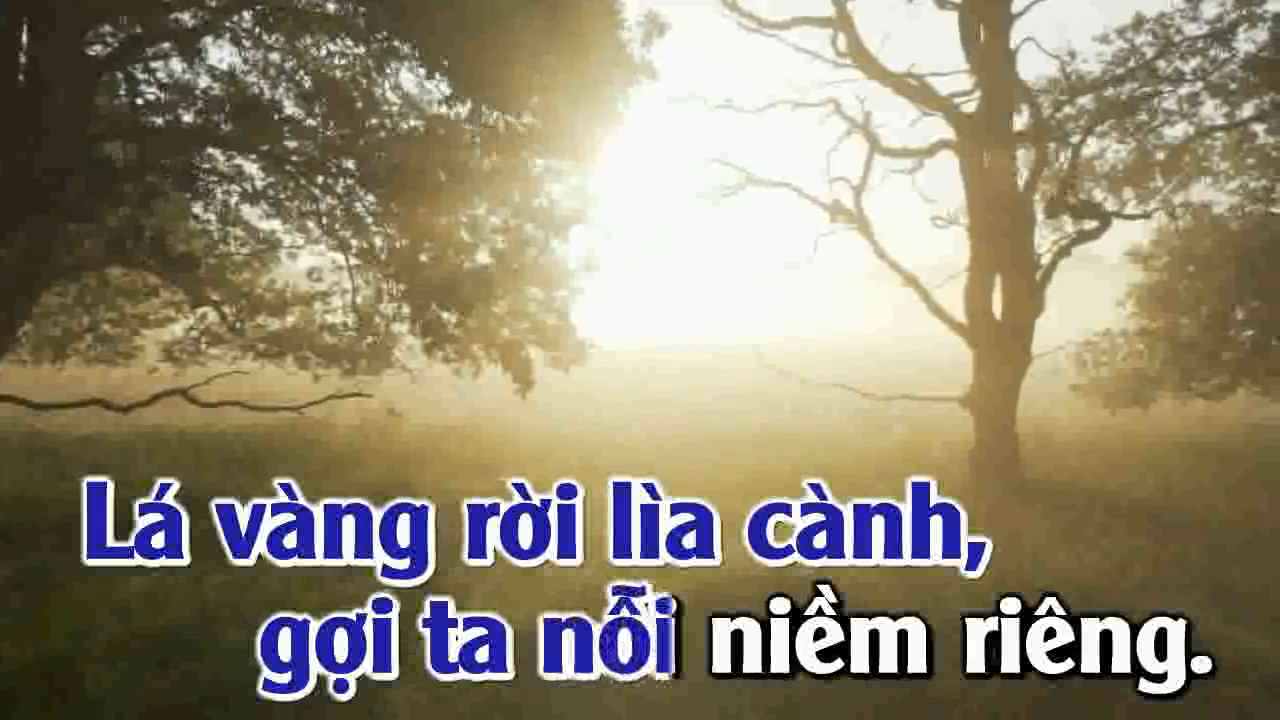 Lá vàng rời lìa cành,
gợi ta nỗi niềm riêng.